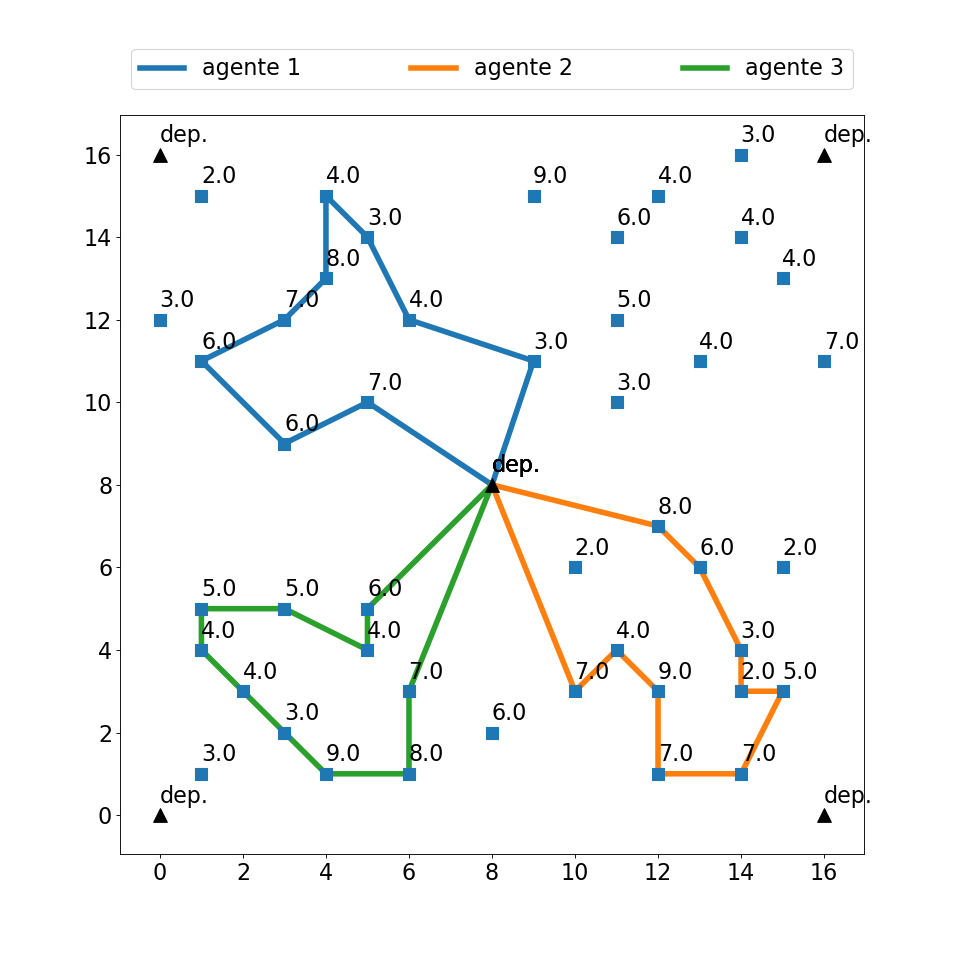 agente 1 agente 2 agente 3
dep. 3.0 dep.
16
2.0 4.0 9.0 4.0
3.0 6.0 4.0
14
8.0 4.0
3.0 7.0 4.0 5.0
12
6.0 3.0 4.0 7.0
7.0 3.0
10
6.0
dep.
8
8.0
2.0 6.0 2.0
6
5.0 5.0 6.0
4.0 4.0 4.0 3.0
4
4.0 7.0 7.0 9.0 2.0 5.0
3.0 6.0
2
3.0 9.0 8.0 7.0 7.0
dep. dep.
0
0 2 4 6 8 10 12 14 16